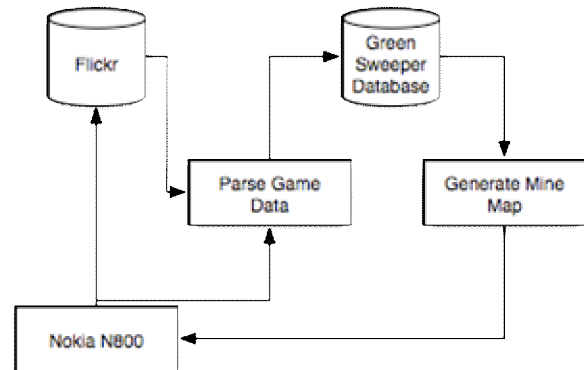 Flickr
Green
Sweeper
Database
Parse Game
Data
Generate Mine
Map
Nokia N800